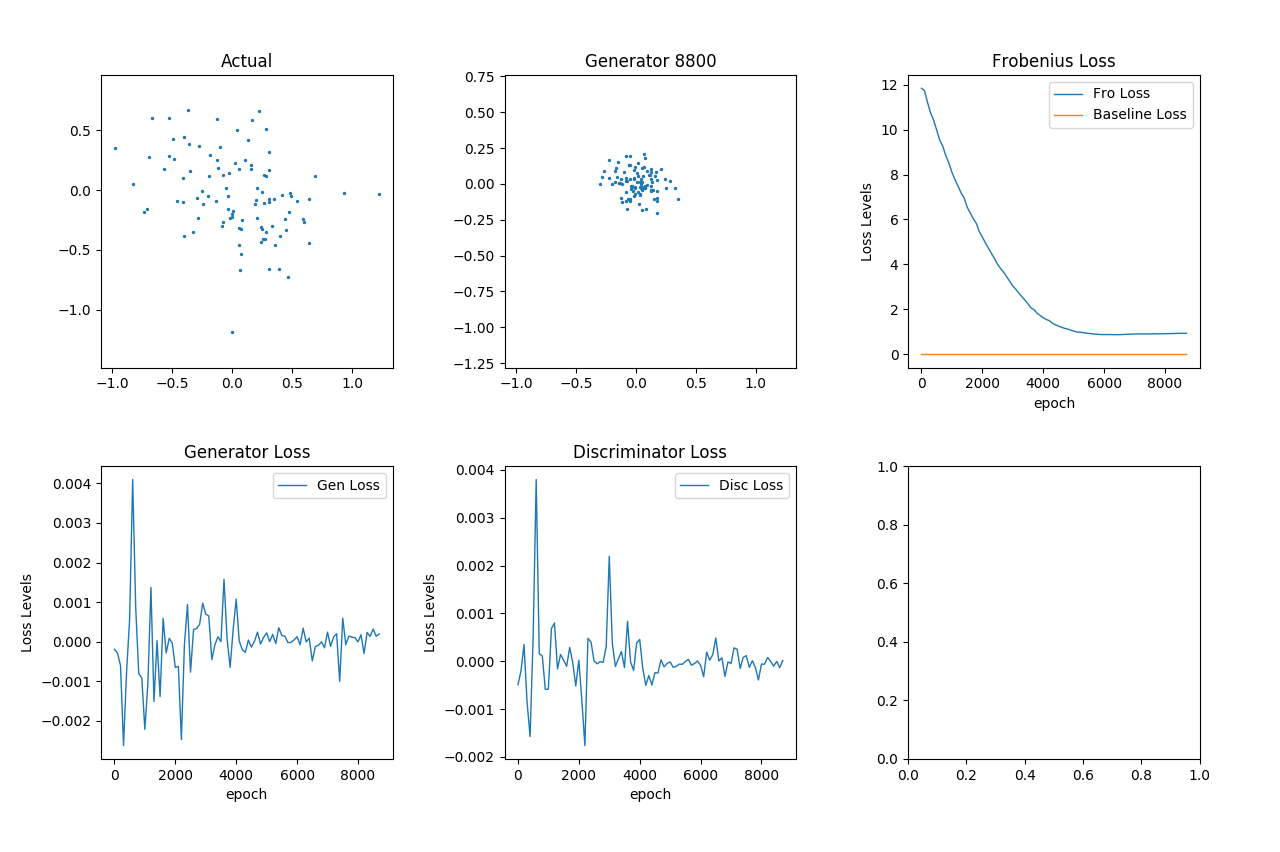 Actual
0.5
0.0
−0.5
−1.0
−1.0 −0.5 0.0 0.5 1.0
Generator 8800
0.75
0.50
0.25
0.00
−0.25
−0.50
−0.75
−1.00
−1.25
−1.0 −0.5 0.0 0.5 1.0
Frobenius Loss
Fro Loss
Baseline Loss
Loss Levels
12
10
8
6
4
2
0
0 2000 4000 6000 8000
epoch
Generator Loss
Gen Loss
Loss Levels
0.004
0.003
0.002
0.001
0.000
−0.001
−0.002
0 2000 4000 6000 8000
epoch
Discriminator Loss
Disc Loss
Loss Levels
0.004
0.003
0.002
0.001
0.000
−0.001
−0.002
0 2000 4000 6000 8000
epoch
1.0
0.8
0.6
0.4
0.2
0.0
0.0 0.2 0.4 0.6 0.8 1.0